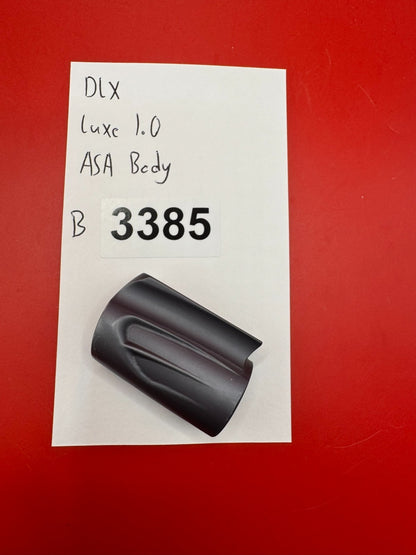 DLX
Luxe 1.0
ASA Body
B 3385